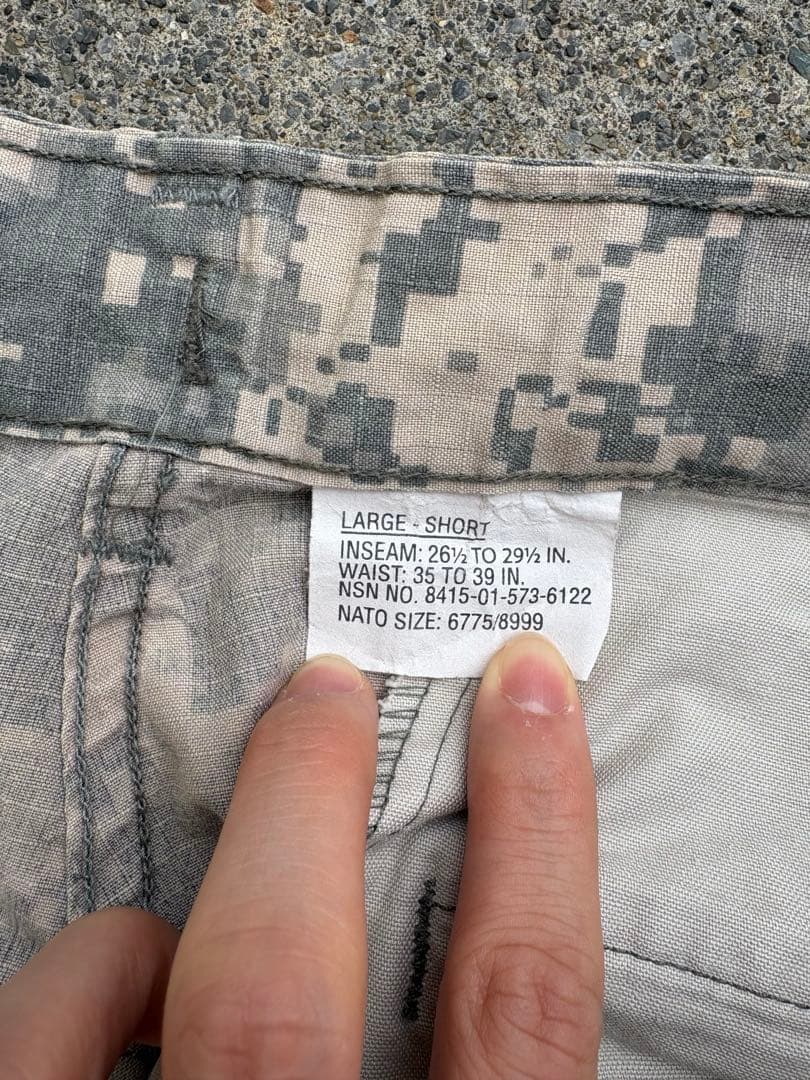 LARGE - SHORT
INSEAM: 26½ TO 29½ IN.
WAIST: 35 TO 39 IN.
NSN NO. 8415-01-573-6122
NATO SIZE: 6775/8999